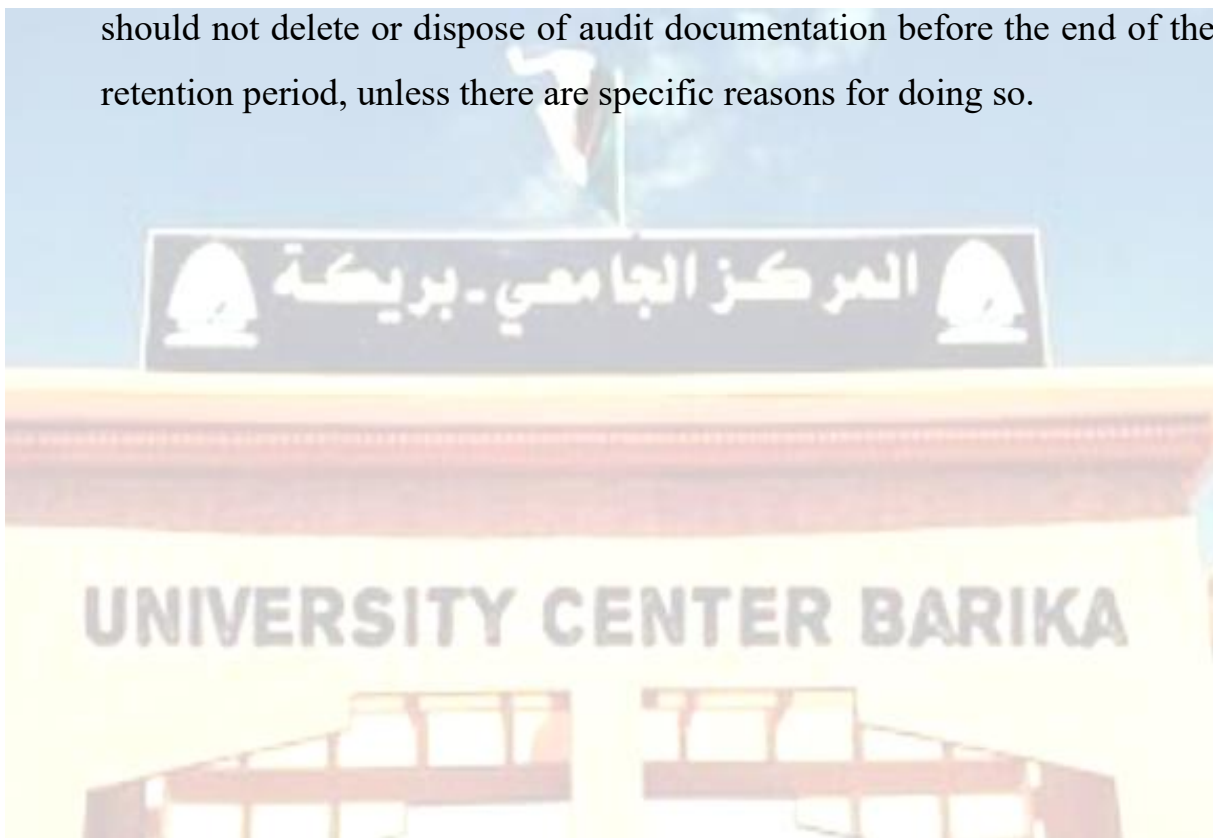 should not delete or dispose of audit documentation before the end of the
retention period, unless there are specific reasons for doing so.
المركز الجامعي - بريكة
UNIVERSITY CENTER BARIKA